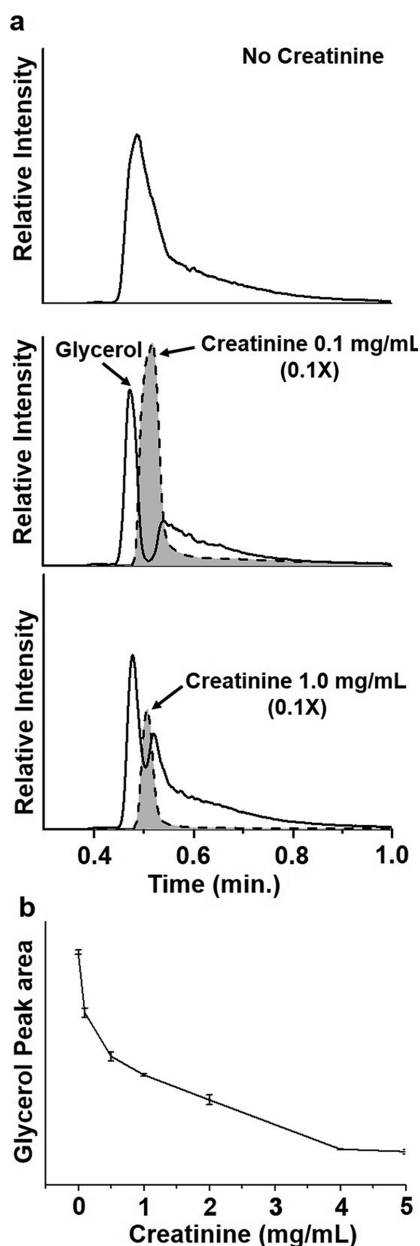 a
No Creatinine
Relative Intensity
Glycerol
Creatinine 0.1 mg/mL
(0.1X)
Relative Intensity
Creatinine 1.0 mg/mL
(0.1X)
Relative Intensity
0.4 0.6 0.8 1.0
Time (min.)
b
Glycerol Peak area
0 1 2 3 4 5
Creatinine (mg/mL)